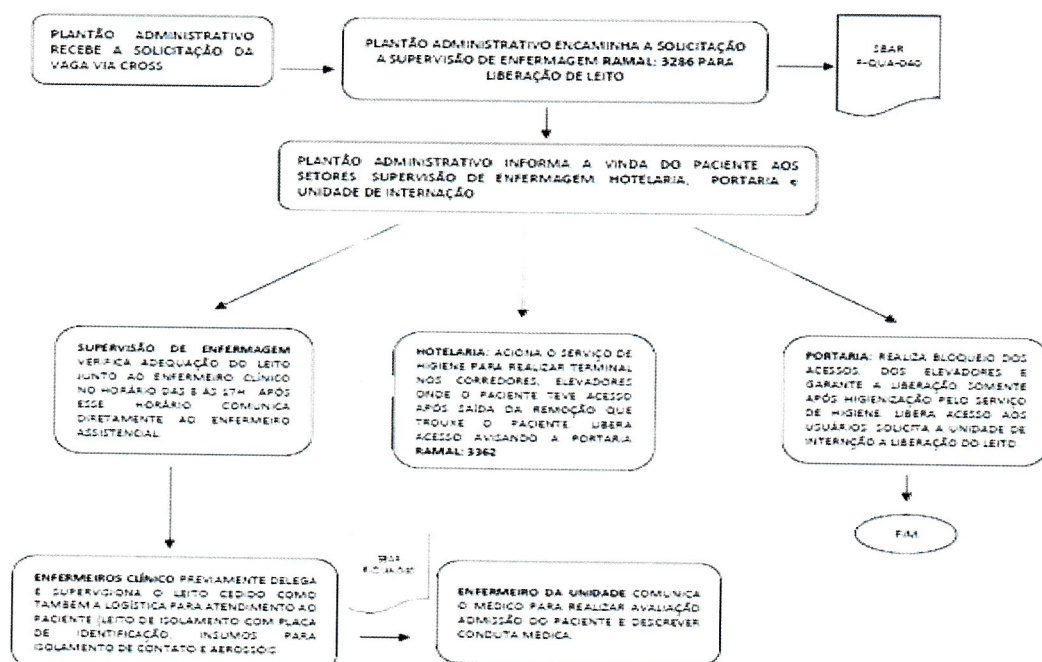 PLANTÃO ADMINISTRATIVO
RECEBE A SOLICITAÇÃO DA
VAGA VIA CROSS
PLANTÃO ADMINISTRATIVO ENCAMINHA A SOLICITAÇÃO
A SUPERVISÃO DE ENFERMAGEM RAMAL: 3286 PARA
LIBERAÇÃO DE LEITO
SBAR
F-QUA-040
PLANTÃO ADMINISTRATIVO INFORMA A VINDA DO PACIENTE AOS
SETORES: SUPERVISÃO DE ENFERMAGEM, HOTELARIA, PORTARIA e
UNIDADE DE INTERNAÇÃO
SUPERVISÃO DE ENFERMAGEM
VERIFICA ADEQUAÇÃO DO LEITO
JUNTO AO ENFERMEIRO CLÍNICO
NO HORÁRIO DAS 8 ÀS 17H. APÓS
ESSE HORÁRIO COMUNICA
DIRETAMENTE AO ENFERMEIRO
ASSISTENCIAL
HOTELARIA: ACIONA O SERVIÇO DE
HIGIENE PARA REALIZAR TERMINAL
NOS CORREDORES, ELEVADORES
ONDE O PACIENTE TEVE ACESSO
APÓS SAÍDA DA REMOÇÃO QUE
TROUXE O PACIENTE. LIBERA
ACESSO AVISANDO A PORTARIA
RAMAL: 3362
PORTARIA: REALIZA BLOQUEIO DOS
ACESSOS, DOS ELEVADORES E
GARANTE A LIBERAÇÃO SOMENTE
APÓS HIGIENIZAÇÃO PELO SERVIÇO
DE HIGIENE. LIBERA ACESSO AOS
USUÁRIOS. SOLICITA A UNIDADE DE
INTERNÇÃO A LIBERAÇÃO DO LEITO
FIM
SBAR
ENFERMEIROS CLÍNICO PREVIAMENTE DELEGA
E SUPERVISIONA O LEITO CEDIDO COMO
TAMBÉM A LOGÍSTICA PARA ATENDIMENTO AO
PACIENTE (LEITO DE ISOLAMENTO COM PLACA
DE IDENTIFICAÇÃO, INSUMOS PARA
ISOLAMENTO DE CONTATO E AEROSSÓIS
ENFERMEIRO DA UNIDADE COMUNICA
O MÉDICO PARA REALIZAR AVALIAÇÃO
ADMISSÃO DO PACIENTE E DESCREVER
CONDUTA MÉDICA.